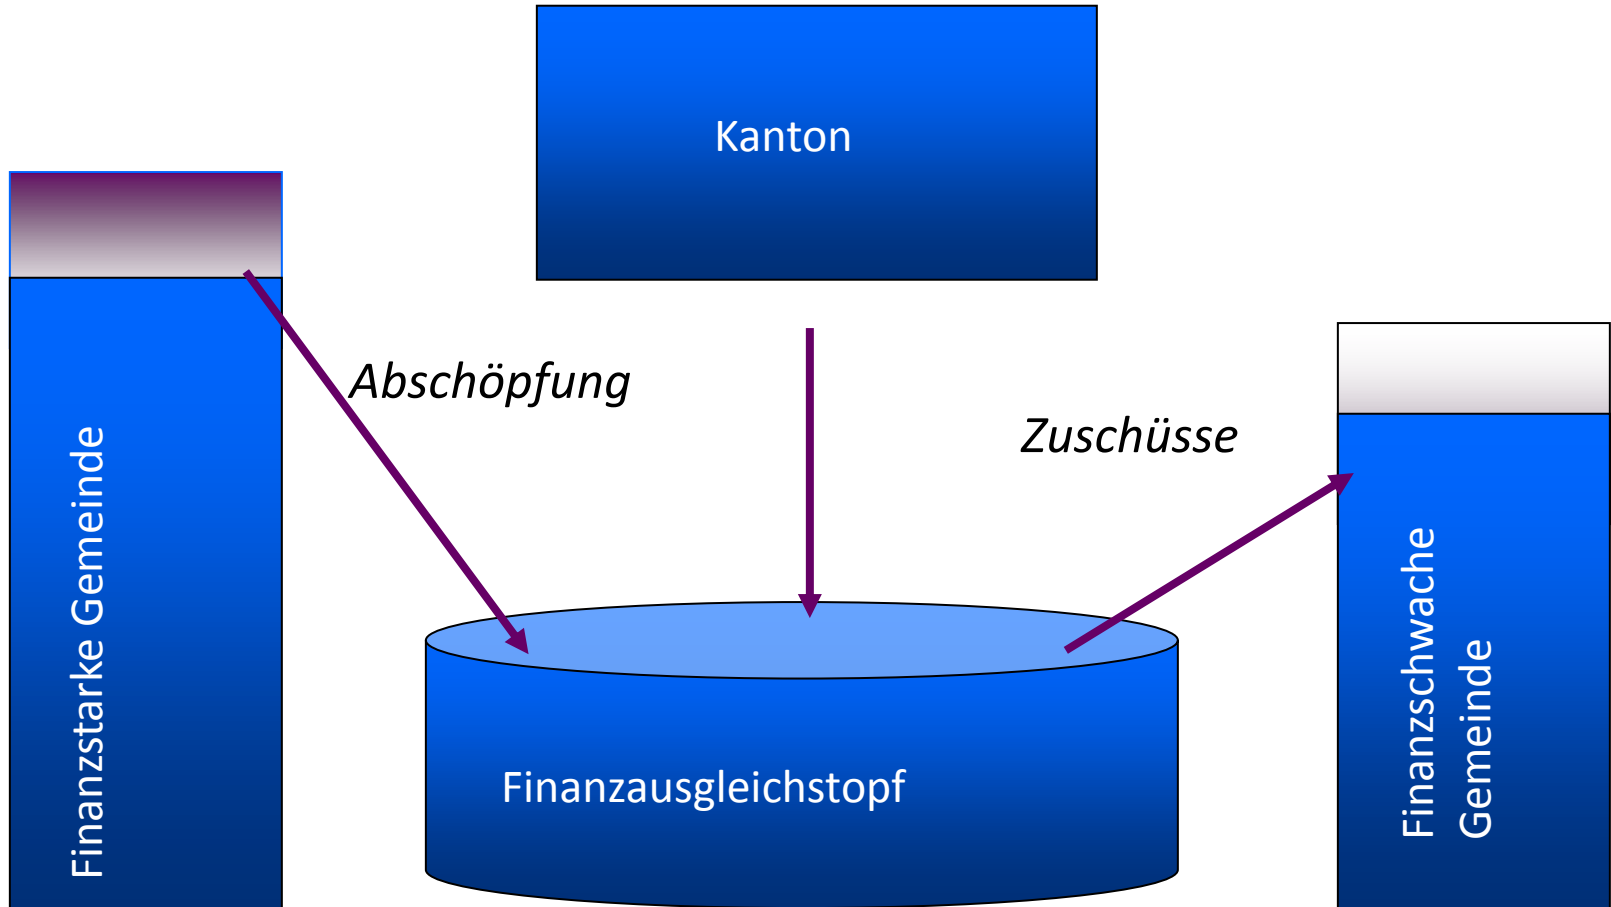 Kanton
Abschöpfung
Zuschüsse
Finanzstarke Gemeinde
Finanzausgleichstopf
Finanzschwache
Gemeinde